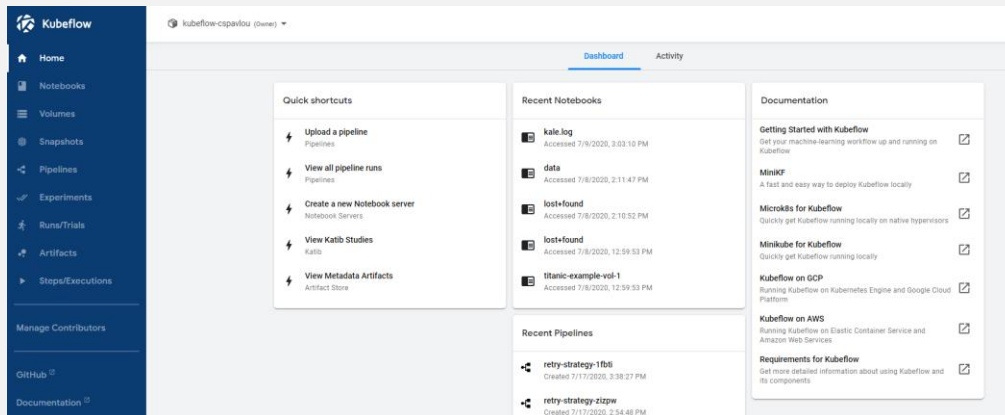 Kubeflow
kubeflow-cspavlou (Owner)
Home
Notebooks
Volumes
Snapshots
Pipelines
Experiments
Runs/Trials
Artifacts
Steps/Executions
Manage Contributors
GitHub
Documentation
Dashboard
Activity
Quick shortcuts
Upload a pipeline
Pipelines
View all pipeline runs
Pipelines
Create a new Notebook server
Notebook Servers
View Katib Studies
Katib
View Metadata Artifacts
Artifact Store
Recent Notebooks
kale.log
Accessed 7/9/2020, 3:03:10 PM
data
Accessed 7/8/2020, 2:11:47 PM
lost+found
Accessed 7/8/2020, 2:10:52 PM
lost+found
Accessed 7/8/2020, 12:59:53 PM
titanic-example-vol-1
Accessed 7/8/2020, 12:59:53 PM
Recent Pipelines
retry-strategy-1fbti
Created 7/17/2020, 3:38:27 PM
retry-strategy-zizpw
Created 7/17/2020, 2:54:48 PM
Documentation
Getting Started with Kubeflow
Get your machine-learning workflow up and running on
Kubeflow
MiniKF
A fast and easy way to deploy Kubeflow locally
Microk8s for Kubeflow
Quickly get Kubeflow running locally on native hypervisors
Minikube for Kubeflow
Quickly get Kubeflow running locally
Kubeflow on GCP
Running Kubeflow on Kubernetes Engine and Google Cloud
Platform
Kubeflow on AWS
Running Kubeflow on Elastic Container Service and
Amazon Web Services
Requirements for Kubeflow
Get more detailed information about using Kubeflow and
its components